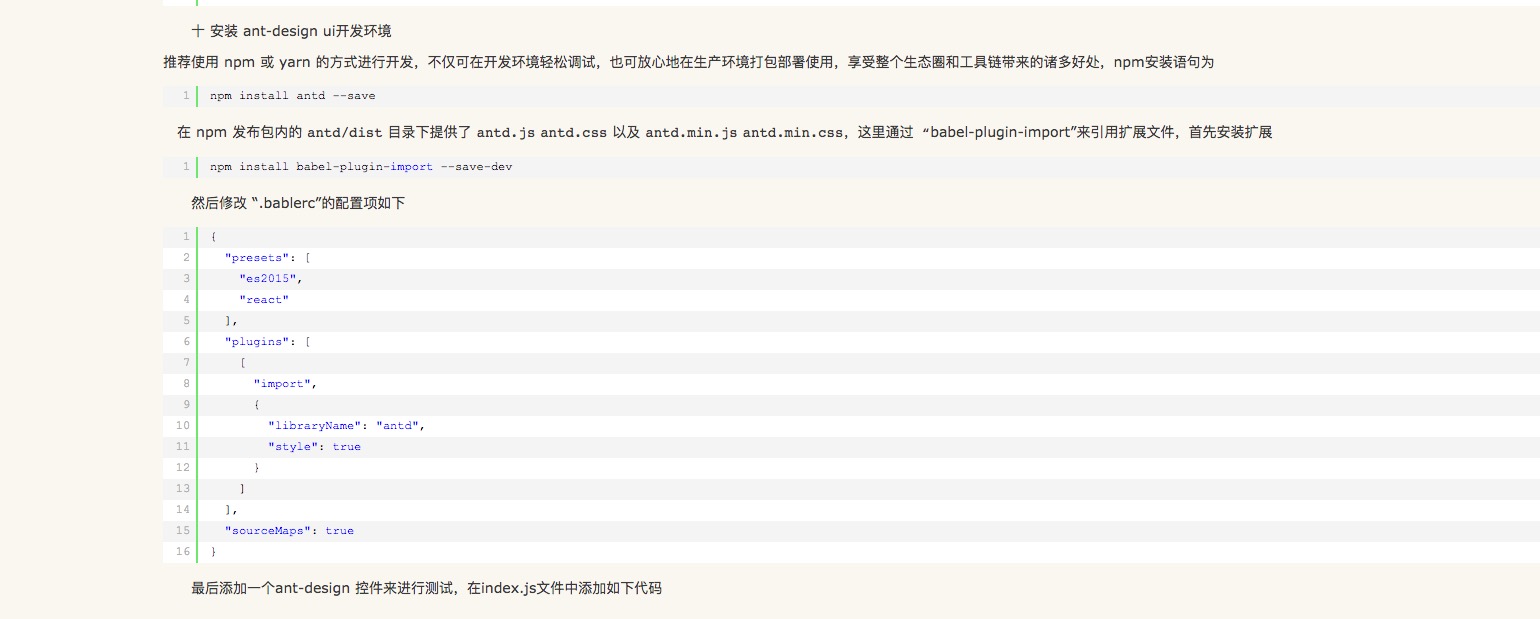 十 安装 ant-design ui开发环境
推荐使用 npm 或 yarn 的方式进行开发，不仅可在开发环境轻松调试，也可放心地在生产环境打包部署使用，享受整个生态圈和工具链带来的诸多好处，npm安装语句为
1 npm install antd --save
在 npm 发布包内的 antd/dist 目录下提供了 antd.js antd.css 以及 antd.min.js antd.min.css，这里通过 “babel-plugin-import”来引用扩展文件，首先安装扩展
1 npm install babel-plugin-import --save-dev
然后修改 “.bablerc”的配置项如下
1 {
2 "presets": [
3 "es2015",
4 "react"
5 ],
6 "plugins": [
7 [
8 "import",
9 {
10 "libraryName": "antd",
11 "style": true
12 }
13 ]
14 ],
15 "sourceMaps": true
16 }
最后添加一个ant-design 控件来进行测试，在index.js文件中添加如下代码